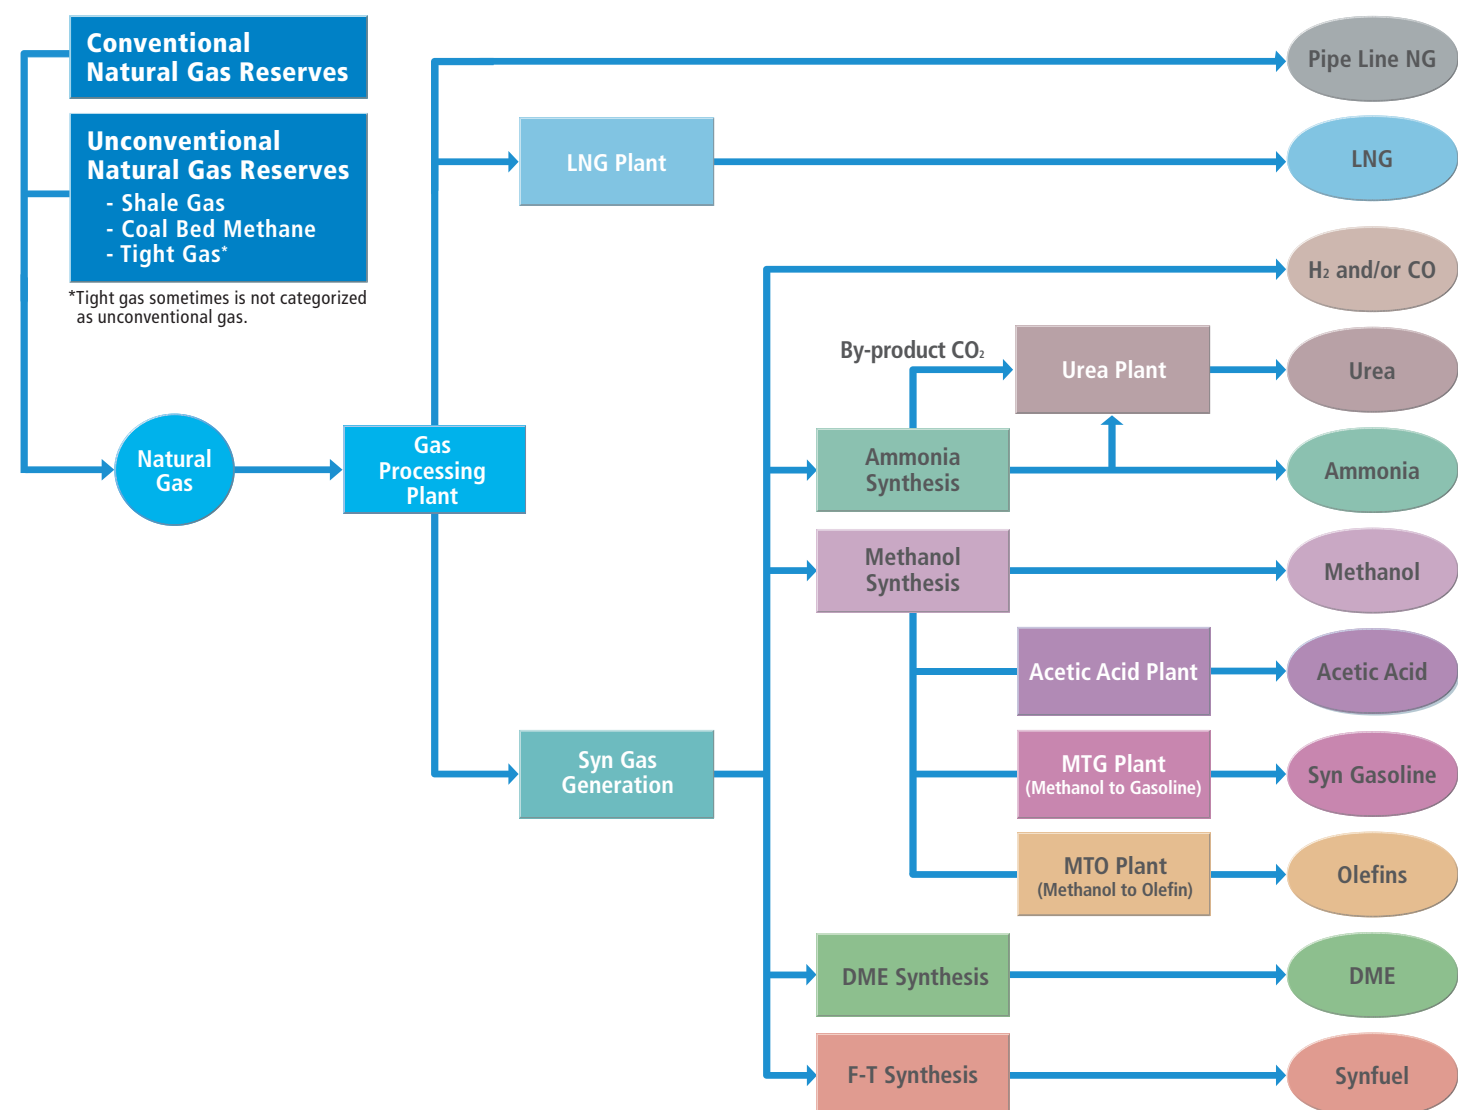 Conventional
Natural Gas Reserves
Unconventional
Natural Gas Reserves
- Shale Gas
- Coal Bed Methane
- Tight Gas*
*Tight gas sometimes is not categorized
as unconventional gas.
Natural
Gas
Gas
Processing
Plant
LNG Plant
Syn Gas
Generation
By-product CO₂
Urea Plant
Ammonia
Synthesis
Methanol
Synthesis
Acetic Acid Plant
MTG Plant
(Methanol to Gasoline)
MTO Plant
(Methanol to Olefin)
DME Synthesis
F-T Synthesis
Pipe Line NG
LNG
H₂ and/or CO
Urea
Ammonia
Methanol
Acetic Acid
Syn Gasoline
Olefins
DME
Synfuel